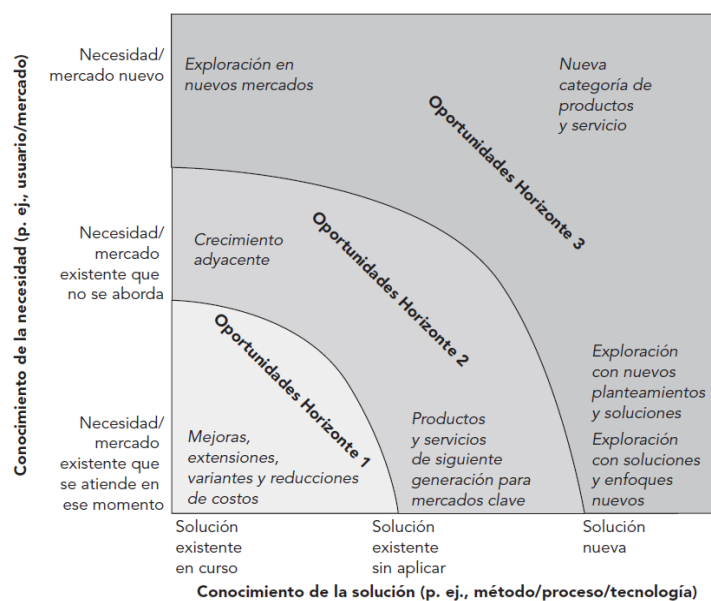 Conocimiento de la necesidad (p. ej., usuario/mercado)
Necesidad/
mercado nuevo
Necesidad/
mercado
existente que
no se aborda
Necesidad/
mercado
existente que
se atiende en
ese momento
Exploración en
nuevos mercados
Nueva
categoría de
productos
y servicio
Oportunidades Horizonte 3
Crecimiento
adyacente
Oportunidades Horizonte 2
Oportunidades Horizonte 1
Exploración
con nuevos
planteamientos
y soluciones
Exploración
con soluciones
y enfoques
nuevos
Mejoras,
extensiones,
variantes y reducciones
de costos
Productos
y servicios
de siguiente
generación para
mercados clave
Solución
existente
en curso
Solución
existente
sin aplicar
Solución
nueva
Conocimiento de la solución (p. ej., método/proceso/tecnología)